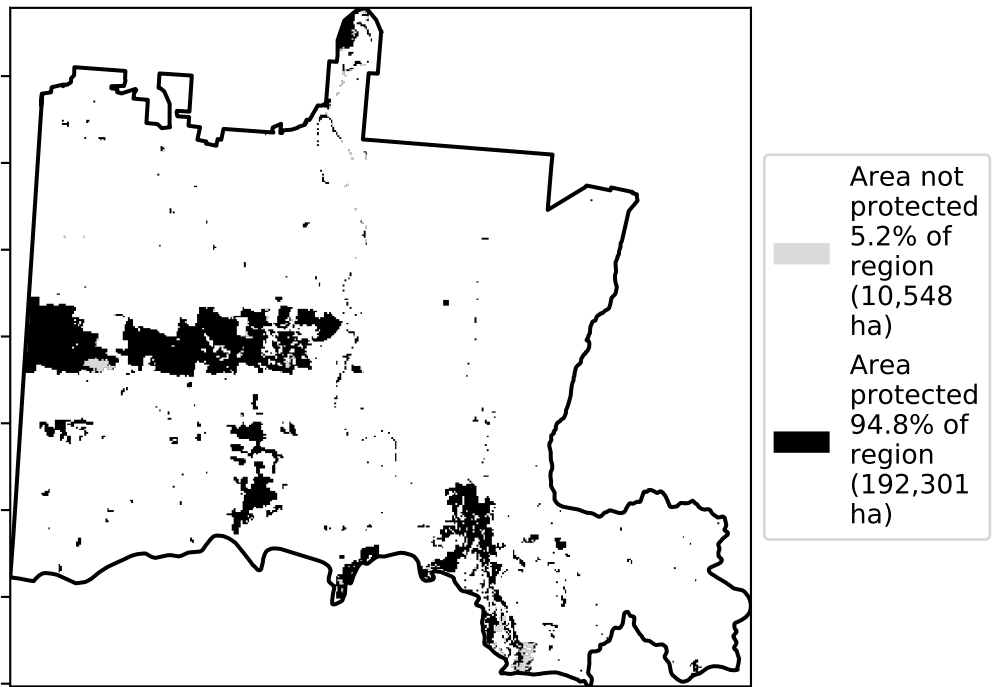 Area not
protected
5.2% of
region
(10,548
ha)
Area
protected
94.8% of
region
(192,301
ha)